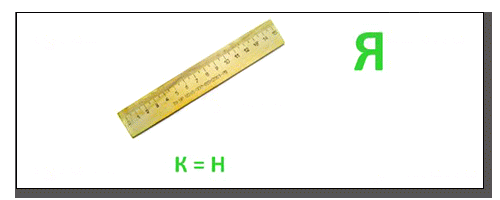 Я
К = Н